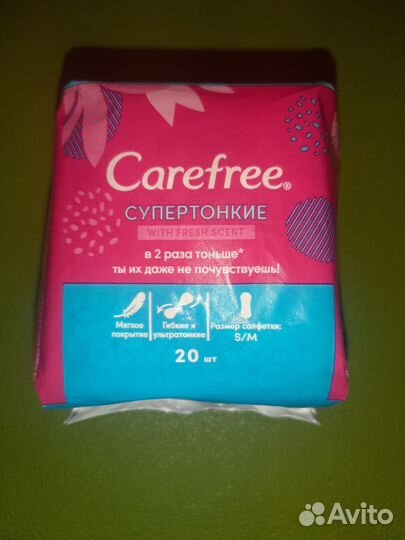 Carefree®
СУПЕРТОНКИЕ
WITH FRESH SCENT
в 2 раза тоньше*
ты их даже не почувствуешь!
Мягкое
покрытие
Гибкие и
ультратонкие
Размер салфетки:
S/M
20 шт
Avito